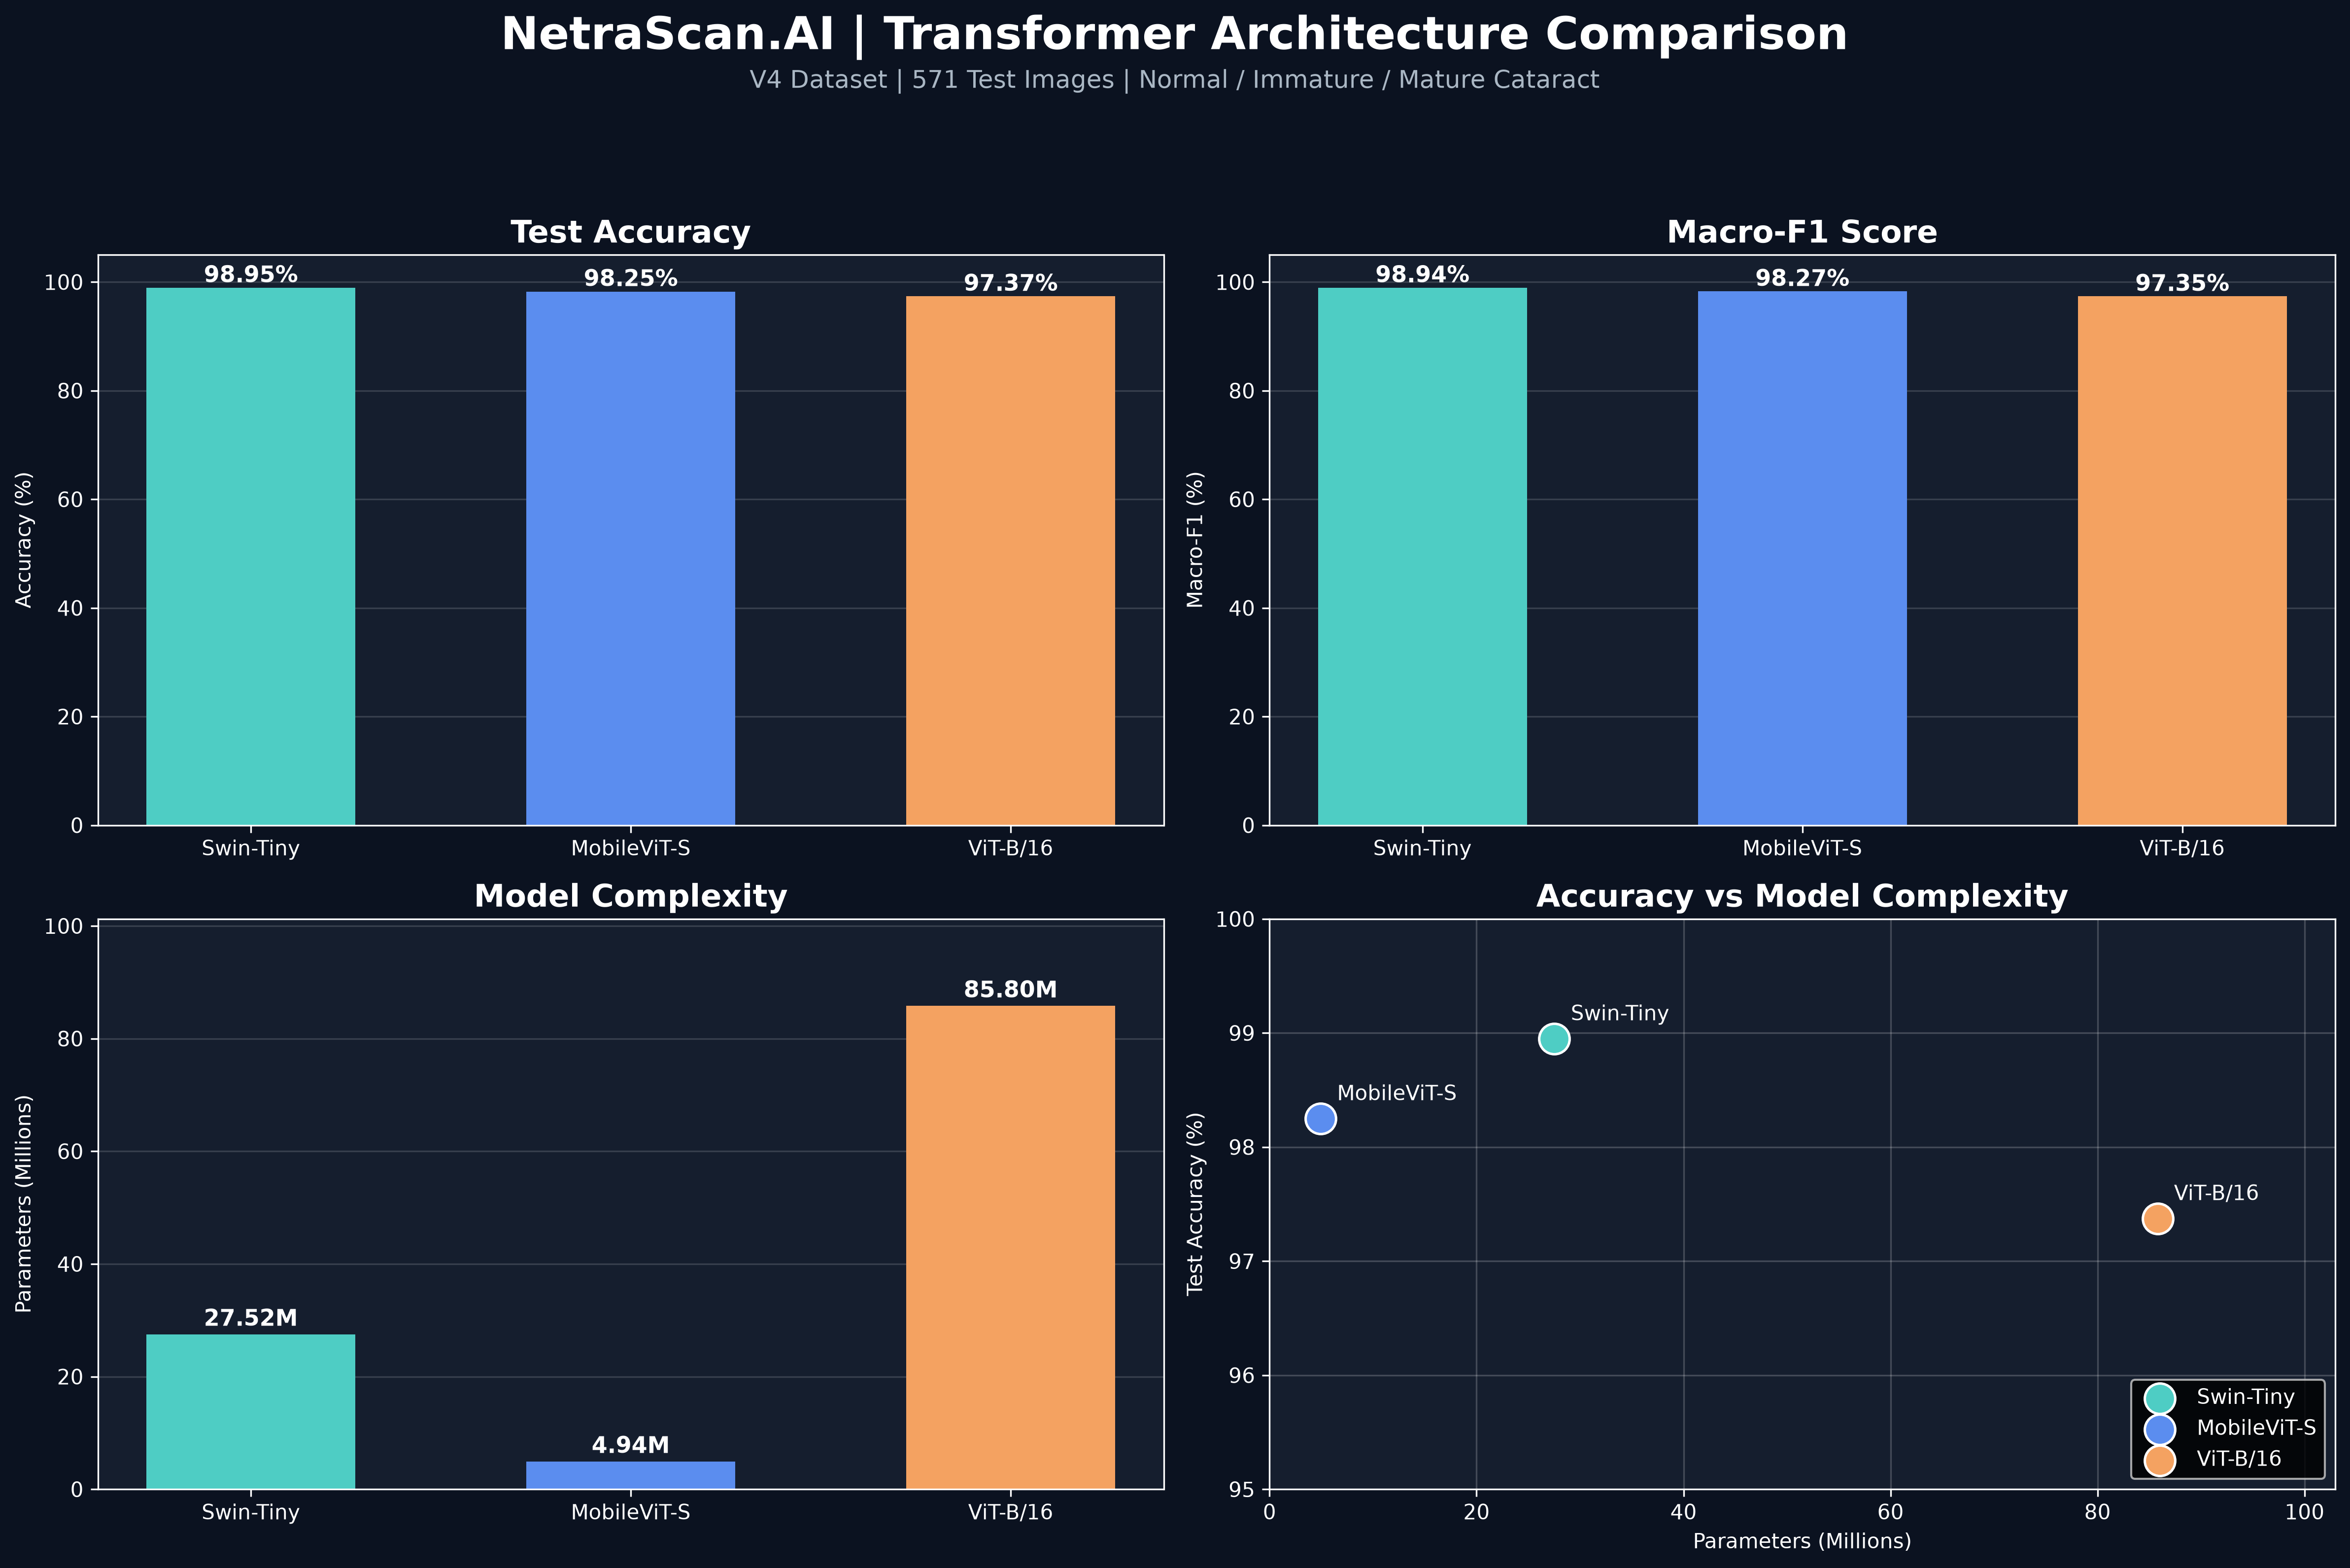 NetraScan.AI | Transformer Architecture Comparison
V4 Dataset | 571 Test Images | Normal / Immature / Mature Cataract
Test Accuracy
Accuracy (%)
100
80
60
40
20
0
98.95%
98.25%
97.37%
Swin-Tiny
MobileViT-S
ViT-B/16
Macro-F1 Score
Macro-F1 (%)
100
80
60
40
20
0
98.94%
98.27%
97.35%
Swin-Tiny
MobileViT-S
ViT-B/16
Model Complexity
Parameters (Millions)
100
80
60
40
20
0
27.52M
4.94M
85.80M
Swin-Tiny
MobileViT-S
ViT-B/16
Accuracy vs Model Complexity
Test Accuracy (%)
100
99
98
97
96
95
Swin-Tiny
MobileViT-S
ViT-B/16
Swin-Tiny
MobileViT-S
ViT-B/16
0
20
40
60
80
100
Parameters (Millions)